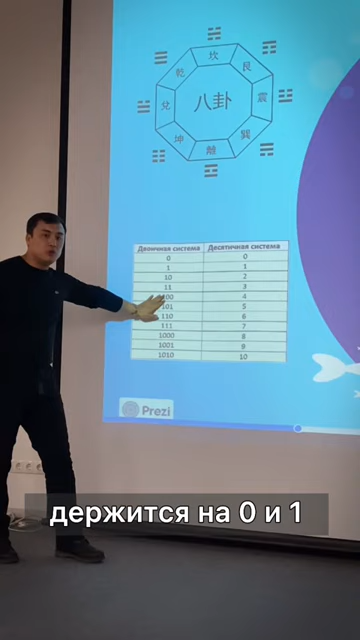 坎
乾
艮
兌
八卦
震
坤
巽
離
Двоичная система Десятичная система
0 0
1 1
10 2
11 3
100 4
101 5
110 6
111 7
1000 8
1001 9
1010 10
Prezi
держится на 0 и 1